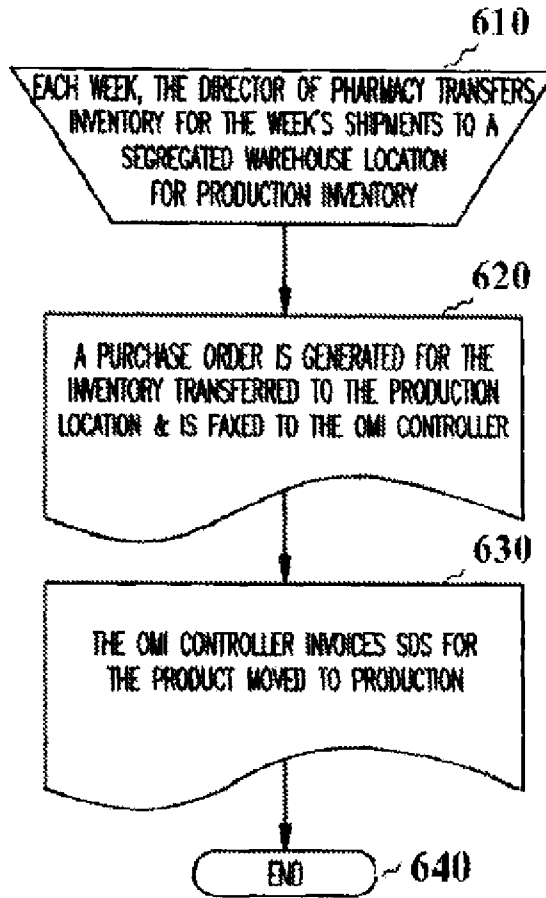 610
EACH WEEK, THE DIRECTOR OF PHARMACY TRANSFERS
INVENTORY FOR THE WEEK'S SHIPMENTS TO A
SEGREGATED WAREHOUSE LOCATION
FOR PRODUCTION INVENTORY
620
A PURCHASE ORDER IS GENERATED FOR THE
INVENTORY TRANSFERRED TO THE PRODUCTION
LOCATION & IS FAXED TO THE OMI CONTROLLER
630
THE OMI CONTROLLER INVOICES SDS FOR
THE PRODUCT MOVED TO PRODUCTION
END 640